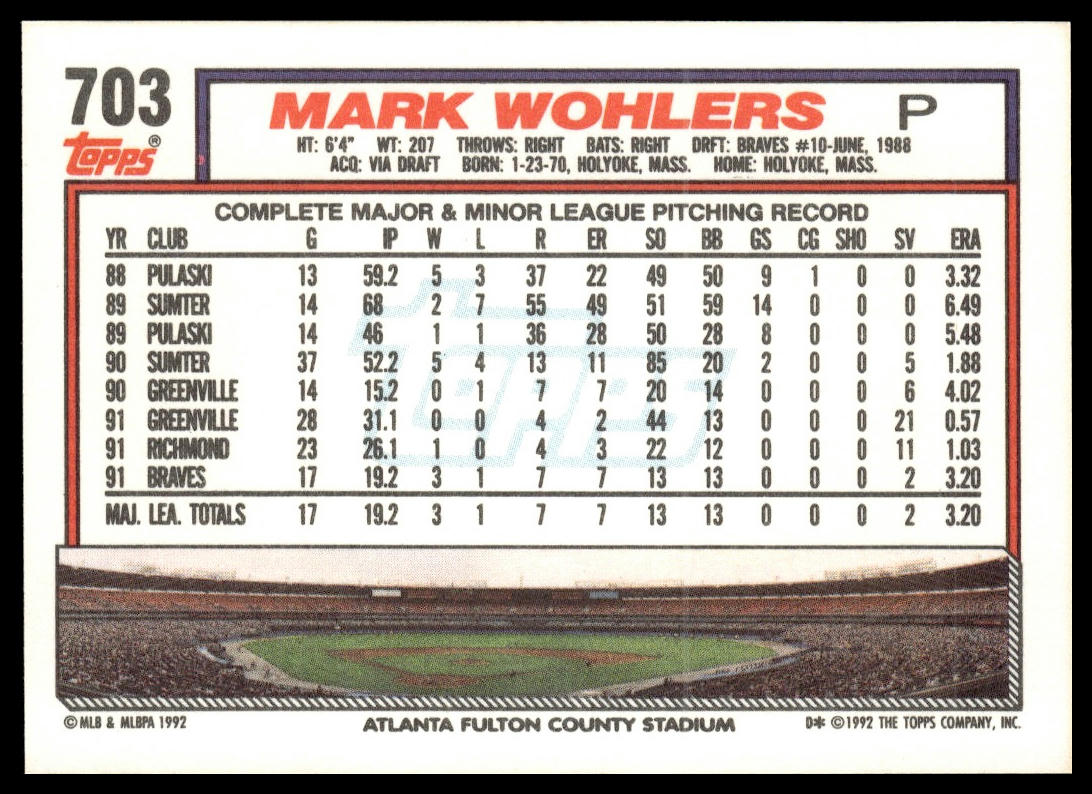 703
MARK WOHLERS P
Topps®
HT: 6'4" WT: 207 THROWS: RIGHT BATS: RIGHT DRFT: BRAVES #10-JUNE, 1988
ACQ: VIA DRAFT BORN: 1-23-70, HOLYOKE, MASS. HOME: HOLYOKE, MASS.
COMPLETE MAJOR & MINOR LEAGUE PITCHING RECORD
YR CLUB G IP W L R ER SO BB GS CG SHO SV ERA
88 PULASKI 13 59.2 5 3 37 22 49 50 9 1 0 0 3.32
89 SUMTER 14 68 2 7 55 49 51 59 14 0 0 0 6.49
89 PULASKI 14 46 1 1 36 28 50 28 8 0 0 0 5.48
90 SUMTER 37 52.2 5 4 13 11 85 20 2 0 0 5 1.88
90 GREENVILLE 14 15.2 0 1 7 7 20 14 0 0 0 6 4.02
91 GREENVILLE 28 31.1 0 0 4 2 44 13 0 0 0 21 0.57
91 RICHMOND 23 26.1 1 0 4 3 22 12 0 0 0 11 1.03
91 BRAVES 17 19.2 3 1 7 7 13 13 0 0 0 2 3.20
MAJ. LEA. TOTALS 17 19.2 3 1 7 7 13 13 0 0 0 2 3.20
Topps
© MLB & MLBPA 1992 ATLANTA FULTON COUNTY STADIUM D* © 1992 THE TOPPS COMPANY, INC.